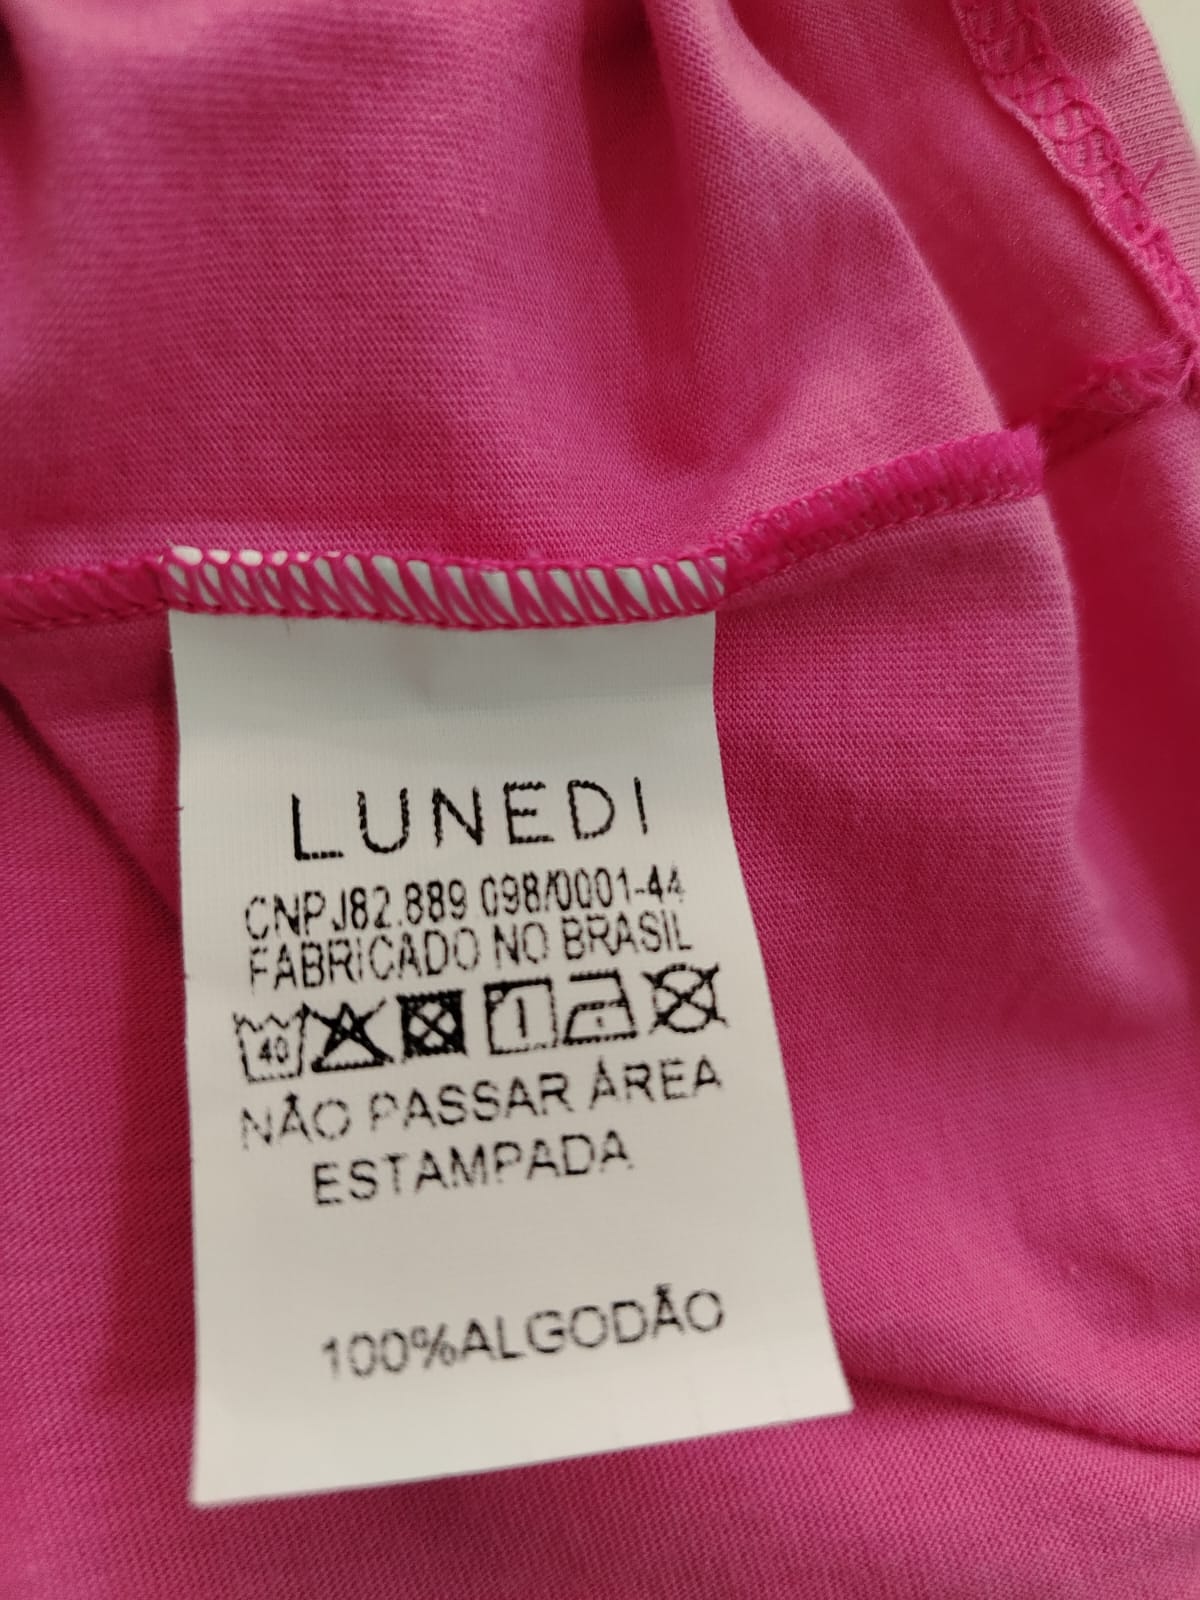 LUNEDI
CNPJ82.889 098/0001-44
FABRICADO NO BRASIL
40
NÃO PASSAR ÁREA
ESTAMPADA
100%ALGODÃO